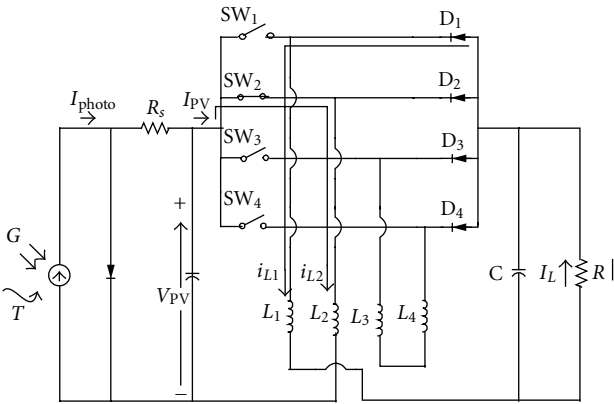 SW1
D1
SW2
D2
Iphoto
Rs
IPV
SW3
D3
SW4
D4
+
G
T
VPV
iL1
iL2
L1
L2
L3
L4
C
IL
R
−